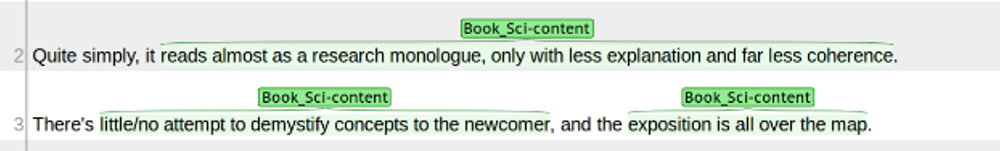 Book_Sci-content
2 Quite simply, it reads almost as a research monologue, only with less explanation and far less coherence.
Book_Sci-content Book_Sci-content
3 There's little/no attempt to demystify concepts to the newcomer, and the exposition is all over the map.